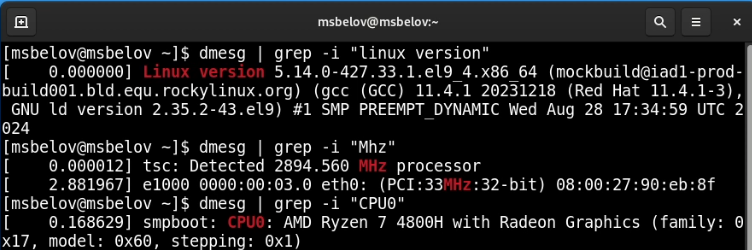 msbelov@msbelov:~
[msbelov@msbelov ~]$ dmesg | grep -i "linux version"
[    0.000000] Linux version 5.14.0-427.33.1.el9_4.x86_64 (mockbuild@iad1-prod-
build001.bld.equ.rockylinux.org) (gcc (GCC) 11.4.1 20231218 (Red Hat 11.4.1-3),
 GNU ld version 2.35.2-43.el9) #1 SMP PREEMPT_DYNAMIC Wed Aug 28 17:34:59 UTC 2
024
[msbelov@msbelov ~]$ dmesg | grep -i "Mhz"
[    0.000012] tsc: Detected 2894.560 MHz processor
[    2.881967] e1000 0000:00:03.0 eth0: (PCI:33MHz:32-bit) 08:00:27:90:eb:8f
[msbelov@msbelov ~]$ dmesg | grep -i "CPU0"
[    0.168629] smpboot: CPU0: AMD Ryzen 7 4800H with Radeon Graphics (family: 0
x17, model: 0x60, stepping: 0x1)